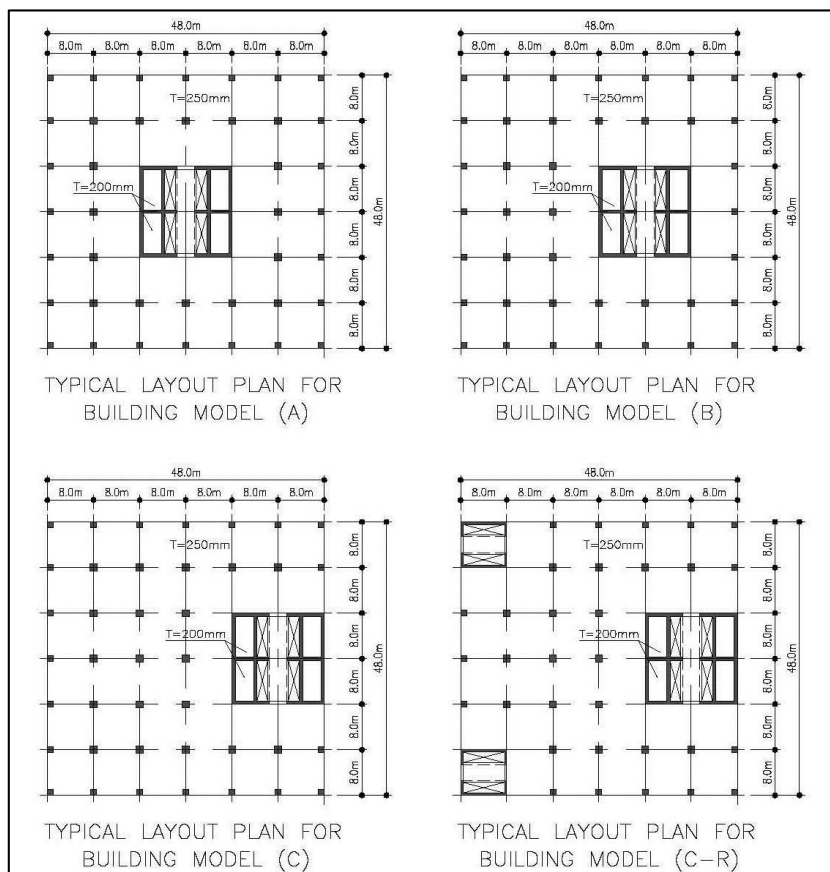 48.0m
8.0m 8.0m 8.0m 8.0m 8.0m 8.0m
T=250mm
T=200mm
8.0m
8.0m
8.0m
8.0m
8.0m
8.0m
48.0m
TYPICAL LAYOUT PLAN FOR
BUILDING MODEL (A)
48.0m
8.0m 8.0m 8.0m 8.0m 8.0m 8.0m
T=250mm
T=200mm
8.0m
8.0m
8.0m
8.0m
8.0m
8.0m
48.0m
TYPICAL LAYOUT PLAN FOR
BUILDING MODEL (B)
48.0m
8.0m 8.0m 8.0m 8.0m 8.0m 8.0m
T=250mm
T=200mm
8.0m
8.0m
8.0m
8.0m
8.0m
8.0m
48.0m
TYPICAL LAYOUT PLAN FOR
BUILDING MODEL (C)
48.0m
8.0m 8.0m 8.0m 8.0m 8.0m 8.0m
T=250mm
T=200mm
8.0m
8.0m
8.0m
8.0m
8.0m
8.0m
48.0m
TYPICAL LAYOUT PLAN FOR
BUILDING MODEL (C-R)